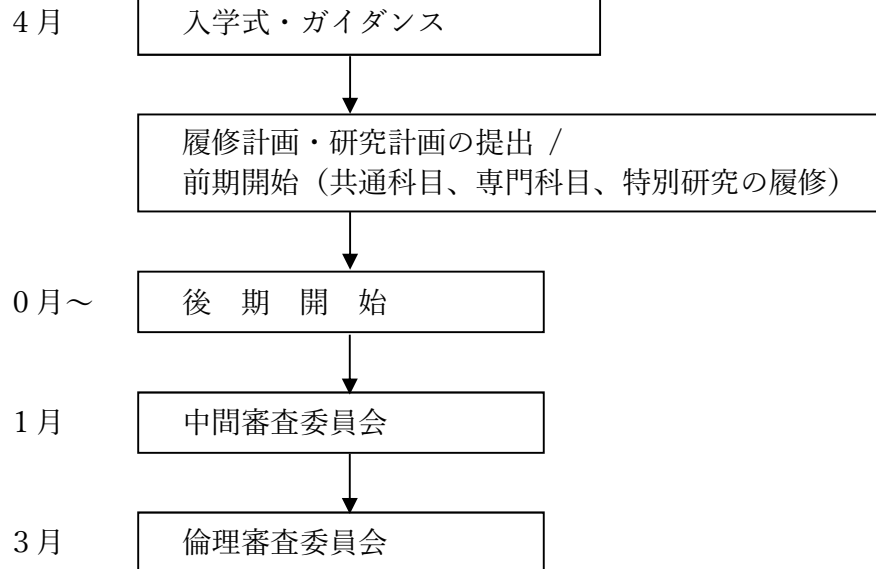 4月 入学式・ガイダンス
履修計画・研究計画の提出 /
前期開始（共通科目、専門科目、特別研究の履修）
0月～ 後 期 開 始
1月 中間審査委員会
3月 倫理審査委員会